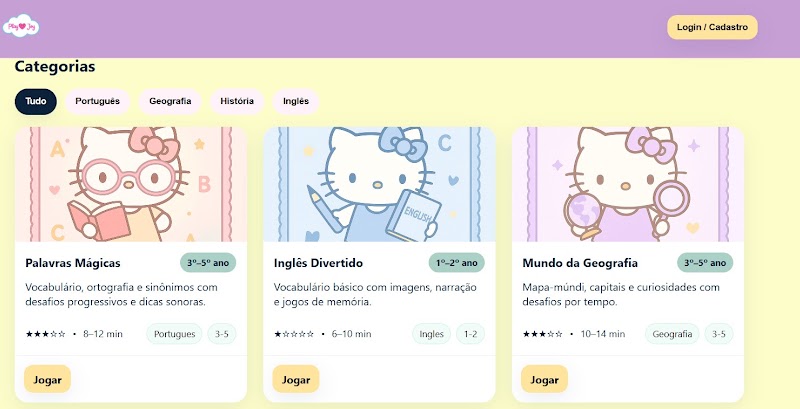 Play Joy
Login / Cadastro
Categorias
Tudo
Português
Geografia
História
Inglês
A
B
C
A
Palavras Mágicas
3º–5º ano
Vocabulário, ortografia e sinônimos com
desafios progressivos e dicas sonoras.
★★★☆☆ • 8–12 min
Portugues
3-5
Jogar
C
ENGLISH
Inglês Divertido
1º–2º ano
Vocabulário básico com imagens, narração
e jogos de memória.
★☆☆☆☆ • 6–10 min
Ingles
1-2
Jogar
Mundo da Geografia
3º–5º ano
Mapa-múndi, capitais e curiosidades com
desafios por tempo.
★★★☆☆ • 10–14 min
Geografia
3-5
Jogar